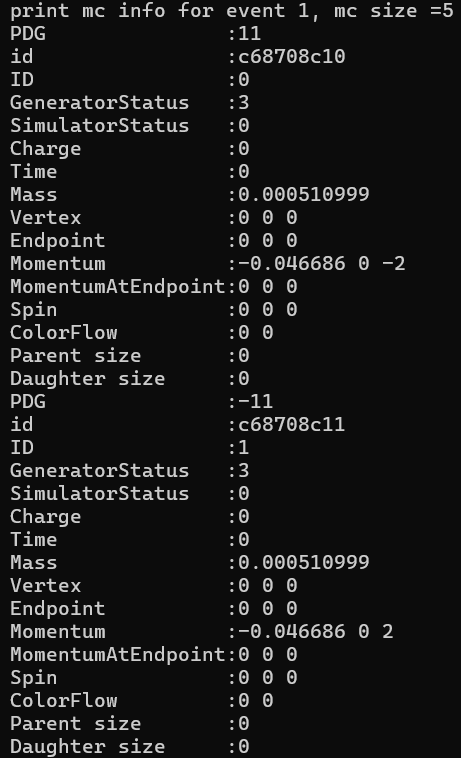 print mc info for event 1, mc size =5
PDG :11
id :c68708c10
ID :0
GeneratorStatus :3
SimulatorStatus :0
Charge :0
Time :0
Mass :0.000510999
Vertex :0 0 0
Endpoint :0 0 0
Momentum :-0.046686 0 -2
MomentumAtEndpoint:0 0 0
Spin :0 0 0
ColorFlow :0 0
Parent size :0
Daughter size :0
PDG :-11
id :c68708c11
ID :1
GeneratorStatus :3
SimulatorStatus :0
Charge :0
Time :0
Mass :0.000510999
Vertex :0 0 0
Endpoint :0 0 0
Momentum :-0.046686 0 2
MomentumAtEndpoint:0 0 0
Spin :0 0 0
ColorFlow :0 0
Parent size :0
Daughter size :0